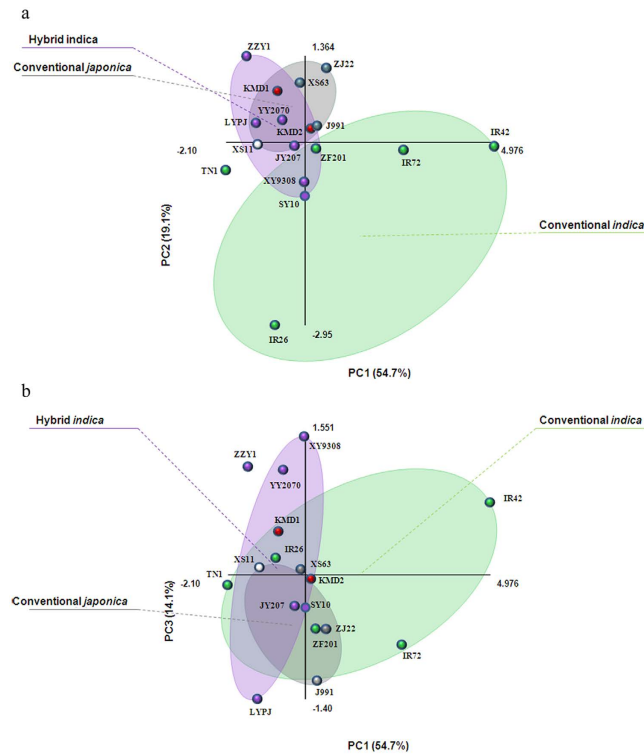 a
ZZY1
1.364
Hybrid indica
ZJ22
Conventional japonica
XS63
KMD1
YY2070
LYPJ
J991
KMD2
IR42
XS11
-2.10
JY207
ZF201
IR72
4.976
TN1
XY9308
SY10
PC2 (19.1%)
Conventional indica
IR26
-2.95
PC1 (54.7%)
b
Hybrid indica
1.551
Conventional indica
XY9308
ZZY1
YY2070
IR42
KMD1
IR26
XS11
XS63
TN1
-2.10
KMD2
4.976
Conventional japonica
JY207
SY10
PC3 (14.1%)
ZJ22
ZF201
IR72
J991
-1.40
LYPJ
PC1 (54.7%)